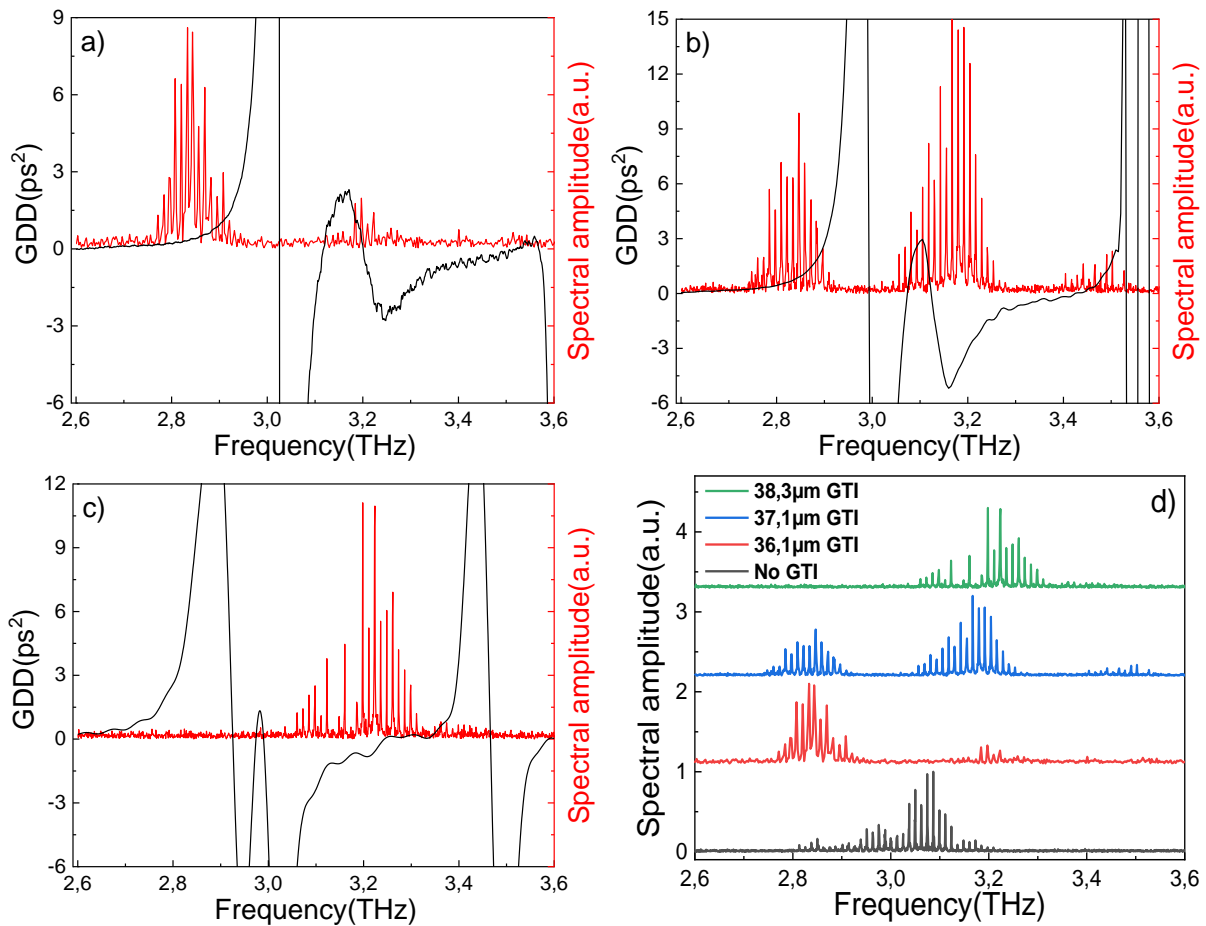 a)
9
6
3
0
-3
-6
GDD(ps²)
2,6 2,8 3,0 3,2 3,4 3,6
Frequency(THz)
Spectral amplitude(a.u.)
b)
15
12
9
6
3
0
-3
-6
GDD(ps²)
2,6 2,8 3,0 3,2 3,4 3,6
Frequency(THz)
Spectral amplitude(a.u.)
c)
12
9
6
3
0
-3
-6
GDD(ps²)
2,6 2,8 3,0 3,2 3,4 3,6
Frequency(THz)
Spectral amplitude(a.u.)
d)
38,3µm GTI
37,1µm GTI
36,1µm GTI
No GTI
4
3
2
1
0
Spectral amplitude(a.u.)
2,6 2,8 3,0 3,2 3,4 3,6
Frequency(THz)